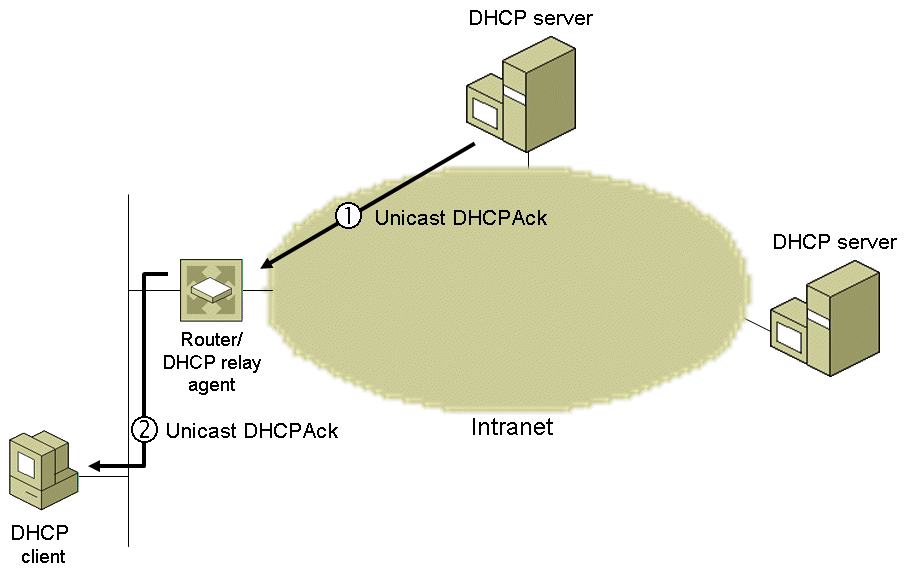 DHCP server
1 Unicast DHCPAck
DHCP server
Router/
DHCP relay
agent
2 Unicast DHCPAck
Intranet
DHCP
client